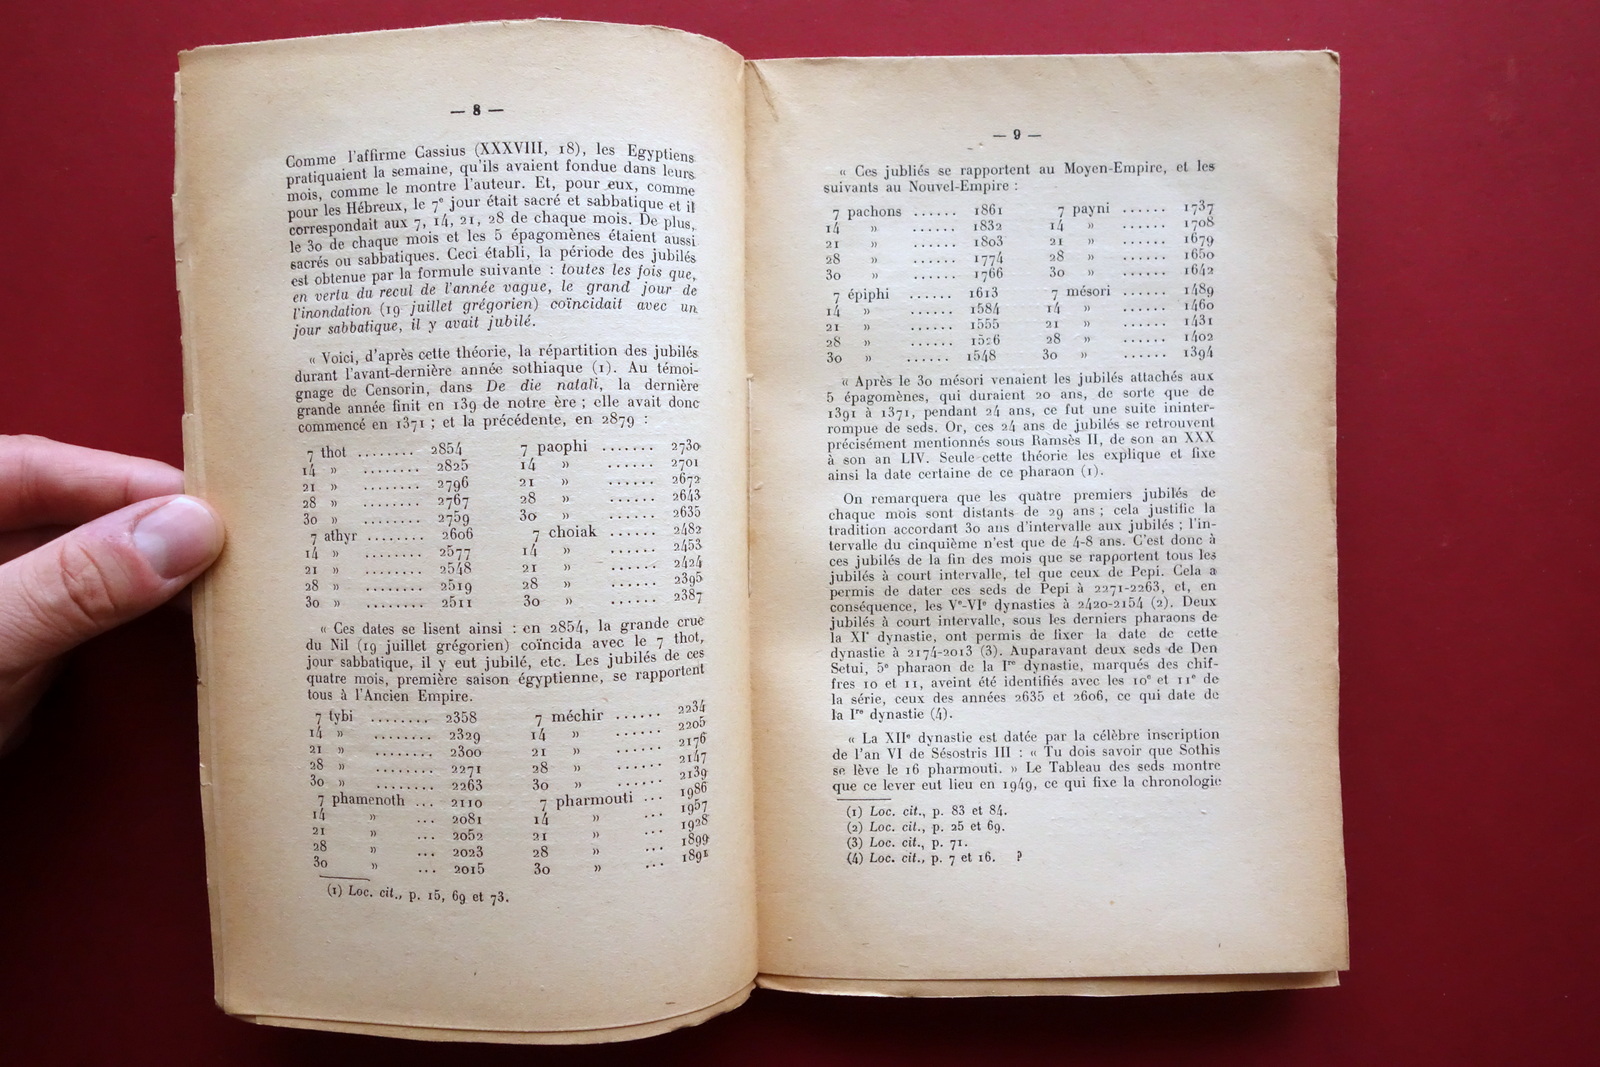 — 8 —
Comme l'affirme Cassius (XXXVIII, 18), les Egyptiens
pratiquaient la semaine, qu'ils avaient fondue dans leurs
mois, comme le montre l'auteur. Et, pour eux, comme
pour les Hébreux, le 7e jour était sacré et sabbatique et il
correspondait aux 7, 14, 21, 28 de chaque mois. De plus,
le 30 de chaque mois et les 5 épagomènes étaient aussi
sacrés ou sabbatiques. Ceci établi, la période des jubilés
est obtenue par la formule suivante : toutes les fois que,
en vertu du recul de l'année vague, le grand jour de
l'inondation (19 juillet grégorien) coïncidait avec un
jour sabbatique, il y avait jubilé.
« Voici, d'après cette théorie, la répartition des jubilés
durant l'avant-dernière année sothiaque (1). Au témoi-
gnage de Censorin, dans De die natali, la dernière
grande année finit en 139 de notre ère ; elle avait donc
commencé en 1371 ; et la précédente, en 2879 :
7 thot ........ 2854 7 paophi ....... 2730
14 » ........ 2825 14 » ...... 2701
21 » ........ 2796 21 » ...... 2672
28 » ........ 2767 28 » ...... 2643
30 » ........ 2759 30 » ...... 2635
7 athyr ........ 2606 7 choiak ...... 2482
14 » ........ 2577 14 » ...... 2453
21 » ........ 2548 21 » ...... 2424
28 » ........ 2519 28 » ...... 2395
30 » ........ 2511 30 » ...... 2387
« Ces dates se lisent ainsi : en 2854, la grande crue
du Nil (19 juillet grégorien) coïncida avec le 7 thot,
jour sabbatique, il y eut jubilé, etc. Les jubilés de ces
quatre mois, première saison égyptienne, se rapportent
tous à l'Ancien Empire.
7 tybi ........ 2358 7 méchir ...... 2234
14 » ........ 2329 14 » ...... 2205
21 » ........ 2300 21 » ...... 2176
28 » ........ 2271 28 » ...... 2147
30 » ........ 2263 30 » ...... 2139
7 phamenoth ... 2110 7 pharmouti ... 1986
14 » ... 2081 14 » ... 1957
21 » ... 2052 21 » ... 1928
28 » ... 2023 28 » ... 1899
30 » ... 2015 30 » ... 1891
(1) Loc. cit., p. 15, 69 et 73.
— 9 —
« Ces jubliés se rapportent au Moyen-Empire, et les
suivants au Nouvel-Empire :
7 pachons ...... 1861 7 payni ...... 1737
14 » ...... 1832 14 » ...... 1708
21 » ...... 1803 21 » ...... 1679
28 » ...... 1774 28 » ...... 1650
30 » ...... 1766 30 » ...... 1642
7 épiphi ...... 1613 7 mésori ...... 1489
14 » ...... 1584 14 » ...... 1460
21 » ...... 1555 21 » ...... 1431
28 » ...... 1526 28 » ...... 1402
30 » ...... 1548 30 » ...... 1394
« Après le 30 mésori venaient les jubilés attachés aux
5 épagomènes, qui duraient 20 ans, de sorte que de
1391 à 1371, pendant 24 ans, ce fut une suite ininter-
rompue de seds. Or, ces 24 ans de jubilés se retrouvent
précisément mentionnés sous Ramsès II, de son an XXX
à son an LIV. Seule cette théorie les explique et fixe
ainsi la date certaine de ce pharaon (1).
On remarquera que les quatre premiers jubilés de
chaque mois sont distants de 29 ans ; cela justifie la
tradition accordant 30 ans d'intervalle aux jubilés ; l'in-
tervalle du cinquième n'est que de 4-8 ans. C'est donc à
ces jubilés de la fin des mois que se rapportent tous les
jubilés à court intervalle, tel que ceux de Pepi. Cela a
permis de dater ces seds de Pepi à 2271-2263, et, en
conséquence, les Ve-VIe dynasties à 2420-2154 (2). Deux
jubilés à court intervalle, sous les derniers pharaons de
la XIe dynastie, ont permis de fixer la date de cette
dynastie à 2174-2013 (3). Auparavant deux seds de Den
Setui, 5e pharaon de la Ire dynastie, marqués des chif-
fres 10 et 11, aveint été identifiés avec les 10e et 11e de
la série, ceux des années 2635 et 2606, ce qui date de
la Ire dynastie (4).
« La XIIe dynastie est datée par la célèbre inscription
de l'an VI de Sésostris III : « Tu dois savoir que Sothis
se lève le 16 pharmouti. » Le Tableau des seds montre
que ce lever eut lieu en 1949, ce qui fixe la chronologie
(1) Loc. cit., p. 83 et 84.
(2) Loc. cit., p. 25 et 69.
(3) Loc. cit., p. 71.
(4) Loc. cit., p. 7 et 16. ?